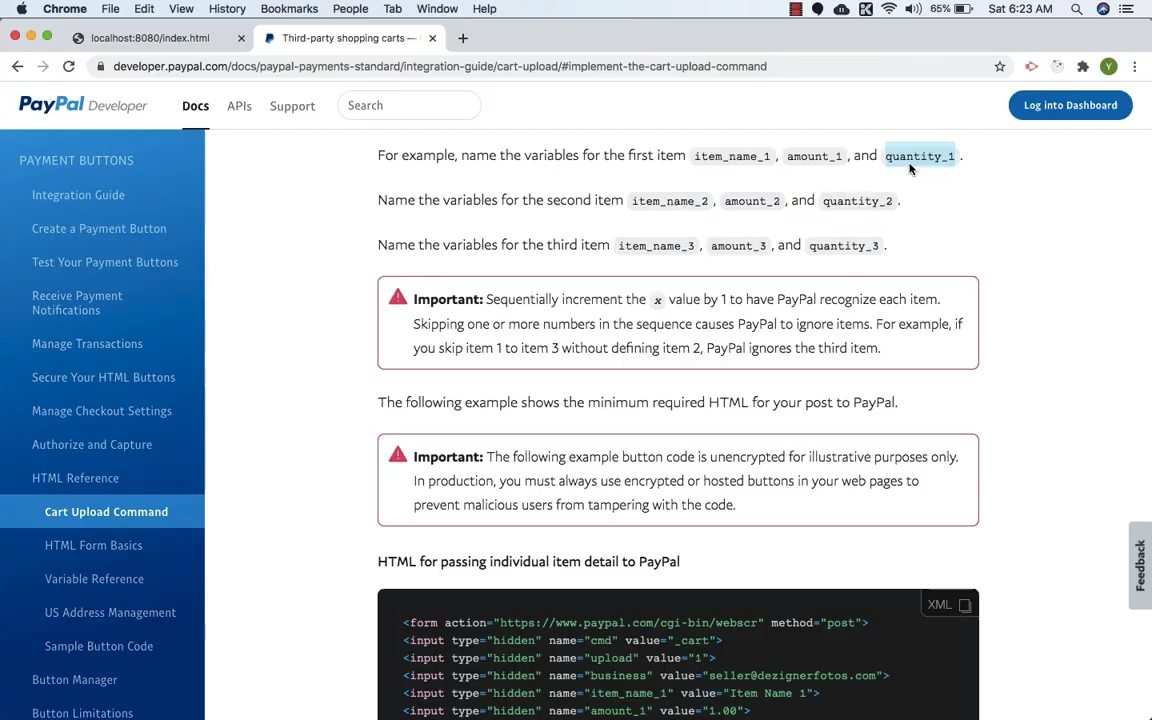 Chrome File Edit View History Bookmarks People Tab Window Help 65% Sat 6:23 AM
localhost:8080/index.html
Third-party shopping carts —
developer.paypal.com/docs/paypal-payments-standard/integration-guide/cart-upload/#implement-the-cart-upload-command
Y
PayPal Developer
Docs APIs Support Search
Log into Dashboard
PAYMENT BUTTONS
Integration Guide
Create a Payment Button
Test Your Payment Buttons
Receive Payment
Notifications
Manage Transactions
Secure Your HTML Buttons
Manage Checkout Settings
Authorize and Capture
HTML Reference
Cart Upload Command
HTML Form Basics
Variable Reference
US Address Management
Sample Button Code
Button Manager
Button Limitations
For example, name the variables for the first item item_name_1, amount_1, and quantity_1.
Name the variables for the second item item_name_2, amount_2, and quantity_2.
Name the variables for the third item item_name_3, amount_3, and quantity_3.
Important: Sequentially increment the x value by 1 to have PayPal recognize each item.
Skipping one or more numbers in the sequence causes PayPal to ignore items. For example, if
you skip item 1 to item 3 without defining item 2, PayPal ignores the third item.
The following example shows the minimum required HTML for your post to PayPal.
Important: The following example button code is unencrypted for illustrative purposes only.
In production, you must always use encrypted or hosted buttons in your web pages to
prevent malicious users from tampering with the code.
HTML for passing individual item detail to PayPal
XML
<form action="https://www.paypal.com/cgi-bin/webscr" method="post">
<input type="hidden" name="cmd" value="_cart">
<input type="hidden" name="upload" value="1">
<input type="hidden" name="business" value="seller@dezignerfotos.com">
<input type="hidden" name="item_name_1" value="Item Name 1">
<input type="hidden" name="amount_1" value="1.00">
Feedback